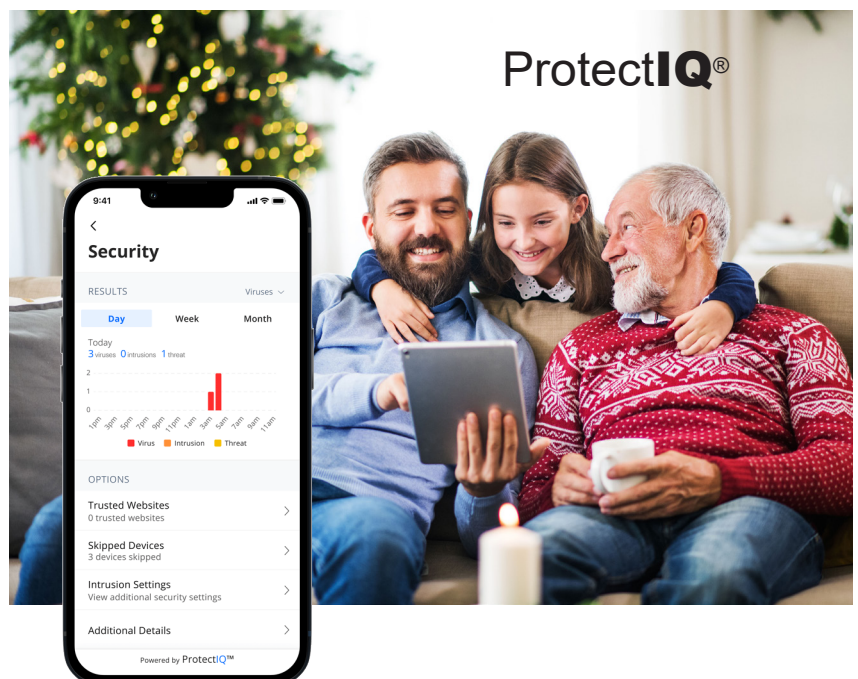 ProtectIQ®
9:41
Security
RESULTS Viruses
Day Week Month
Today
3 viruses 0 intrusions 1 threat
2
1
0
1pm 3pm 5pm 7pm 9pm 11pm 1am 3am 5am 7am 9am 11am
Virus Intrusion Threat
OPTIONS
Trusted Websites
0 trusted websites
Skipped Devices
3 devices skipped
Intrusion Settings
View additional security settings
Additional Details
Powered by ProtectIQ™